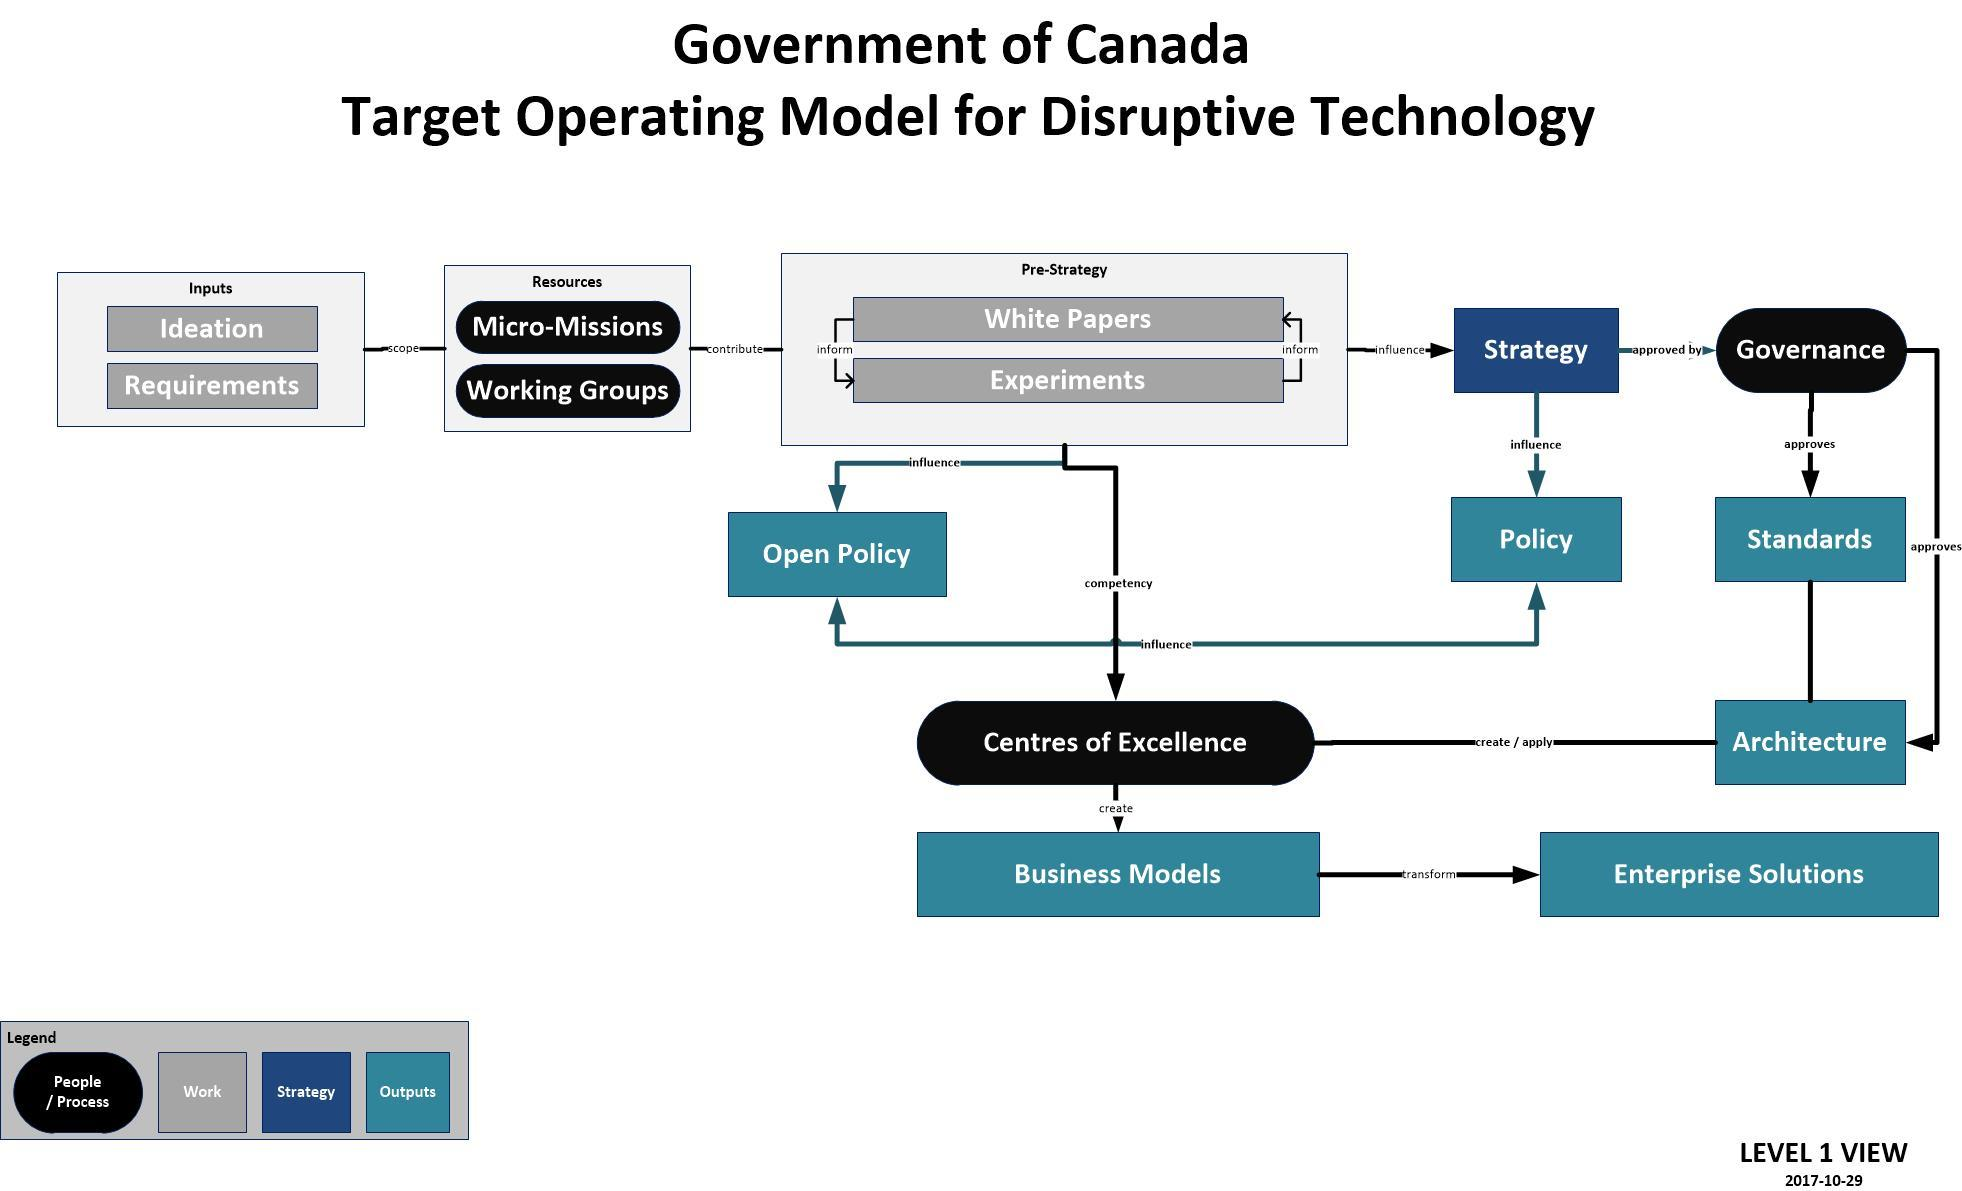 Government of Canada
Target Operating Model for Disruptive Technology
Inputs
Ideation
Requirements
scope
Resources
Micro-Missions
Working Groups
contribute
Pre-Strategy
White Papers
inform
inform
Experiments
influence
Strategy
approved by
Governance
influence
influence
approves
approves
Open Policy
Policy
Standards
competency
influence
Centres of Excellence
create / apply
Architecture
create
Business Models
transform
Enterprise Solutions
Legend
People
/ Process
Work
Strategy
Outputs
LEVEL 1 VIEW
2017-10-29